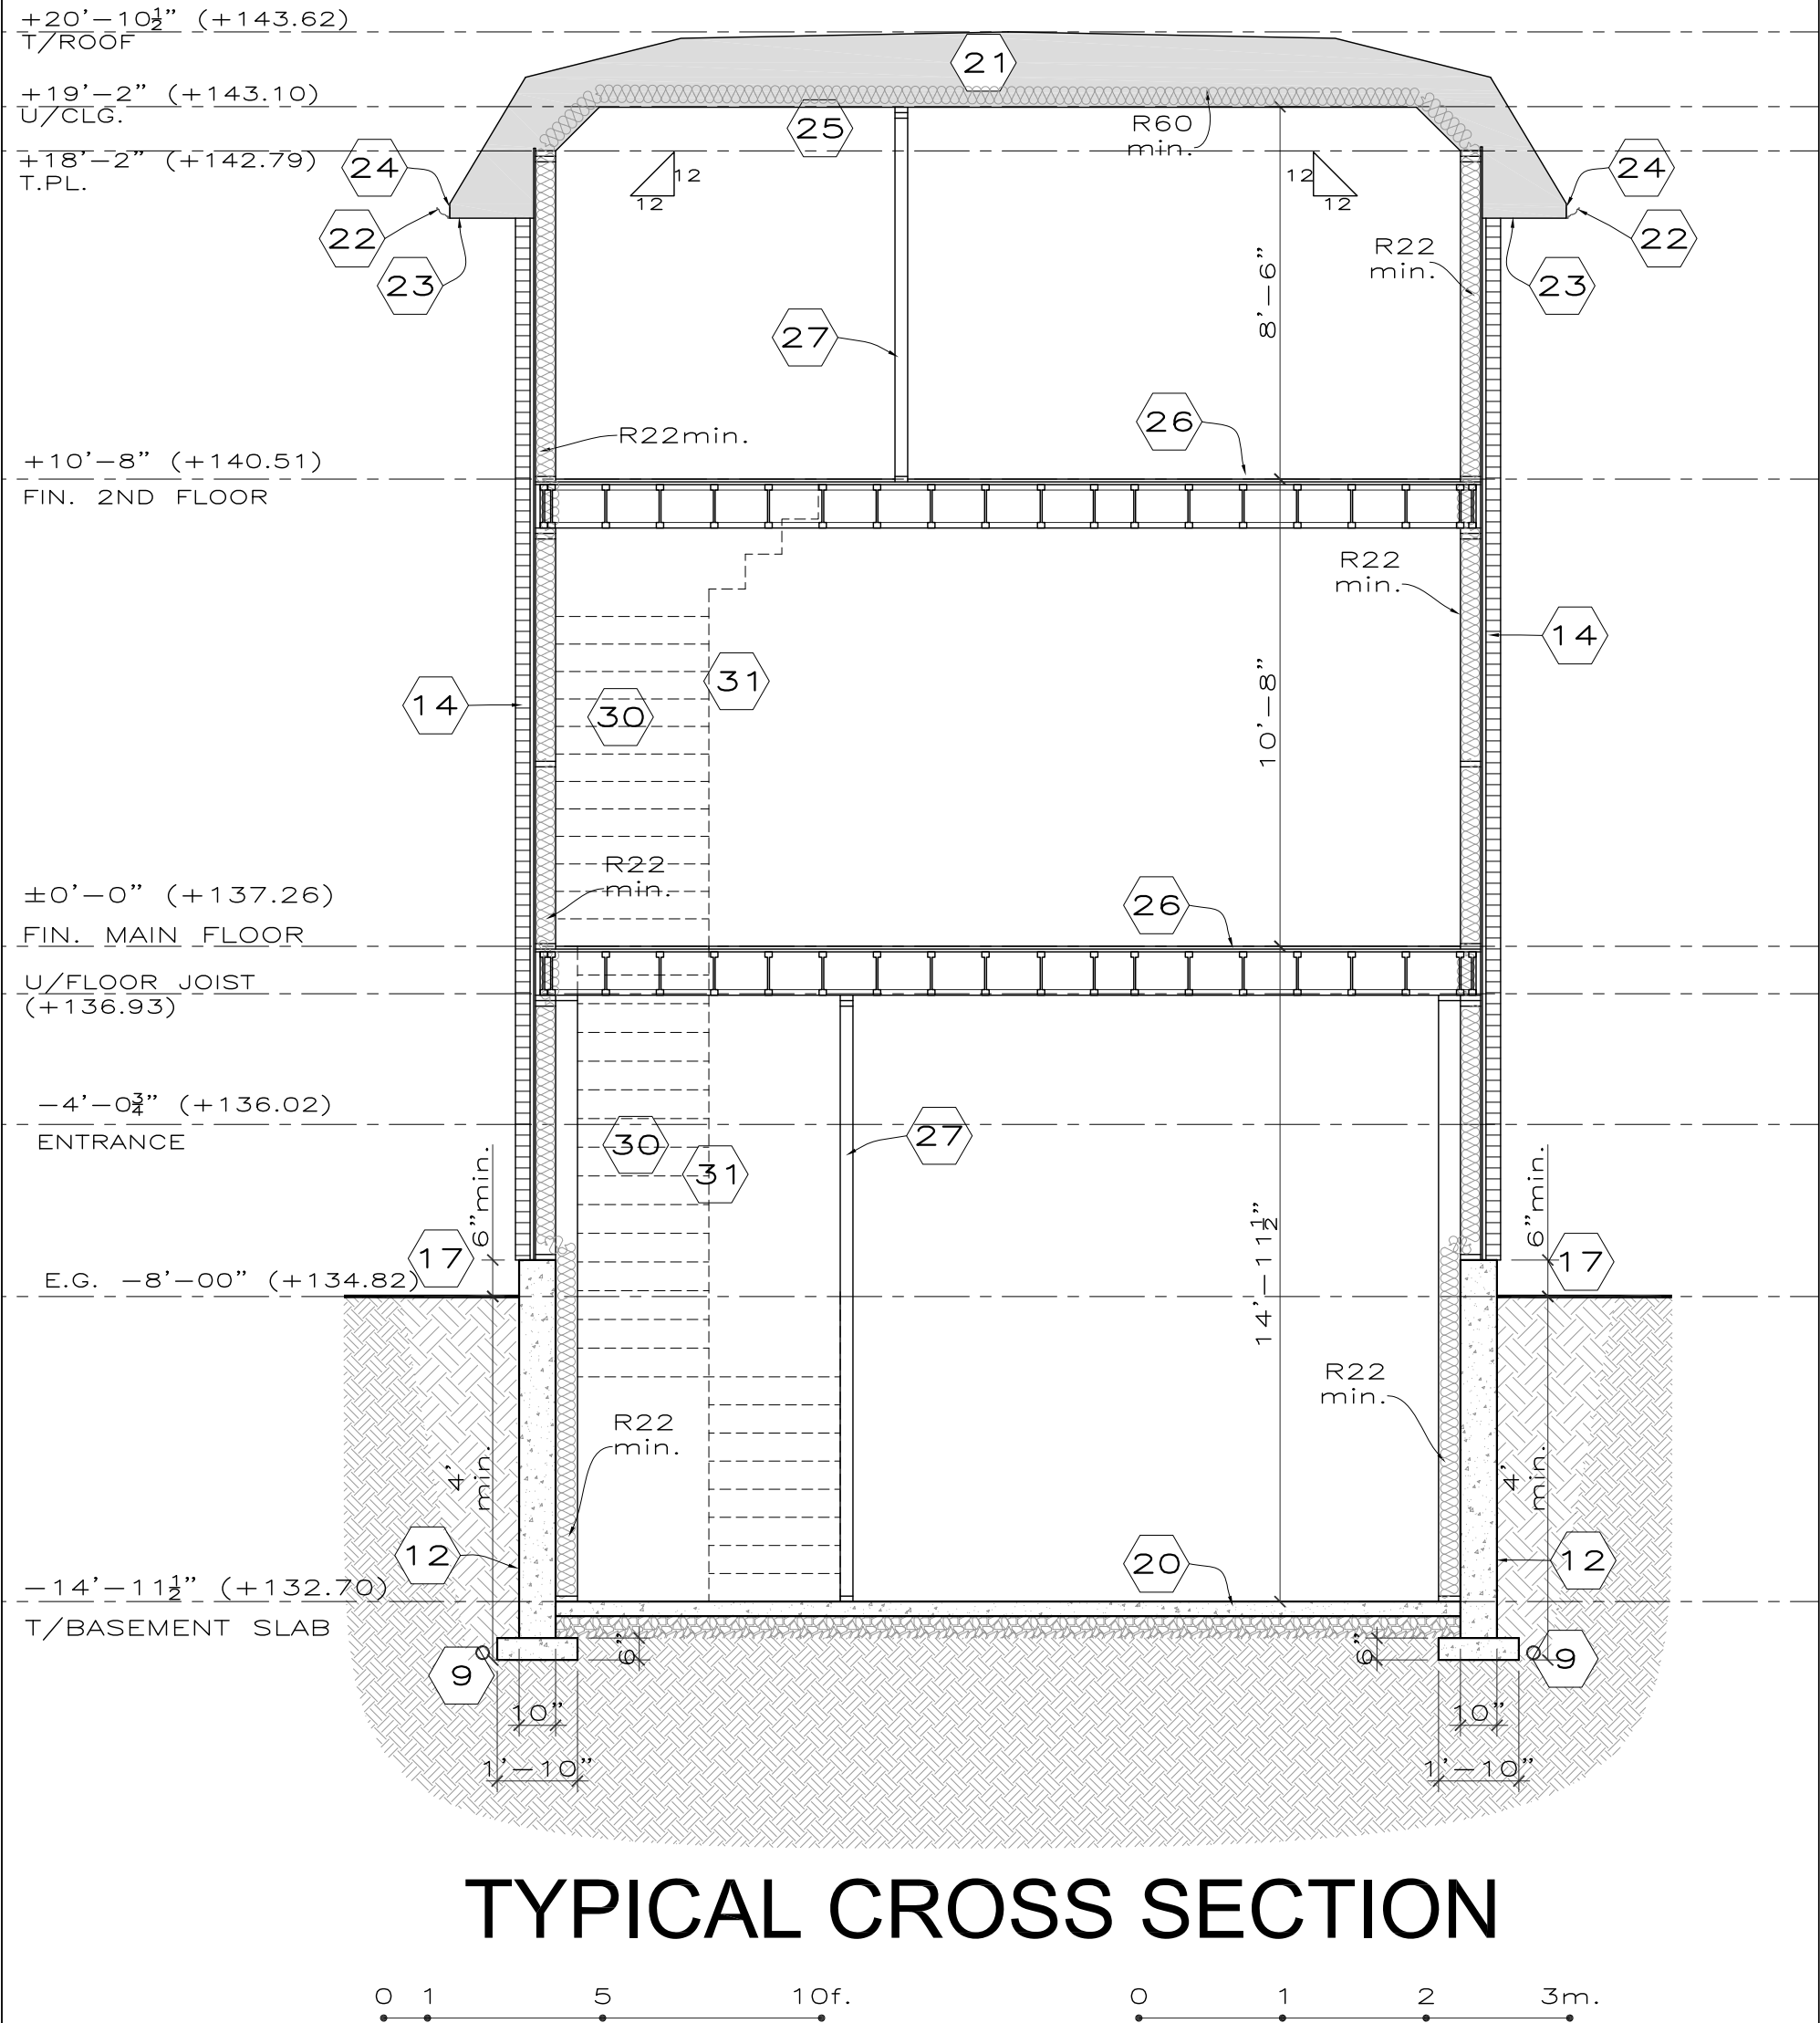 +20'-10½" (+143.62)
T/ROOF
21
+19'-2" (+143.10)
U/CLG.
25
R60
min.
+18'-2" (+142.79)
T.PL.
24
24
12
12
12
12
22
22
23
23
R22
min.
8'-6"
27
26
R22min.
+10'-8" (+140.51)
FIN. 2ND FLOOR
R22
min.
14
14
31
30
10'-8"
R22
min.
±0'-0" (+137.26)
FIN. MAIN FLOOR
26
U/FLOOR JOIST
(+136.93)
-4'-0¾" (+136.02)
ENTRANCE
30
31
27
6"min.
6"min.
17
17
E.G. -8'-00" (+134.82)
14'-11½"
R22
min.
R22
min.
4'
min.
4'
min.
12
12
20
-14'-11½" (+132.70)
T/BASEMENT SLAB
6"
6"
9
9
10"
10"
1'-10"
1'-10"
TYPICAL CROSS SECTION
0 1 5 10f.
0 1 2 3m.